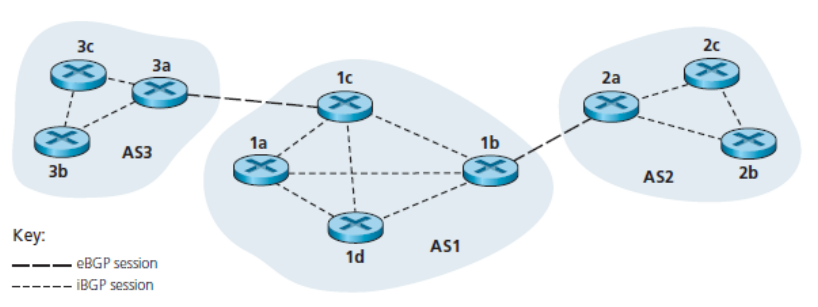 3c
3a
3b
AS3
1c
1a
1b
1d
AS1
2a
2c
2b
AS2
Key:
eBGP session
iBGP session